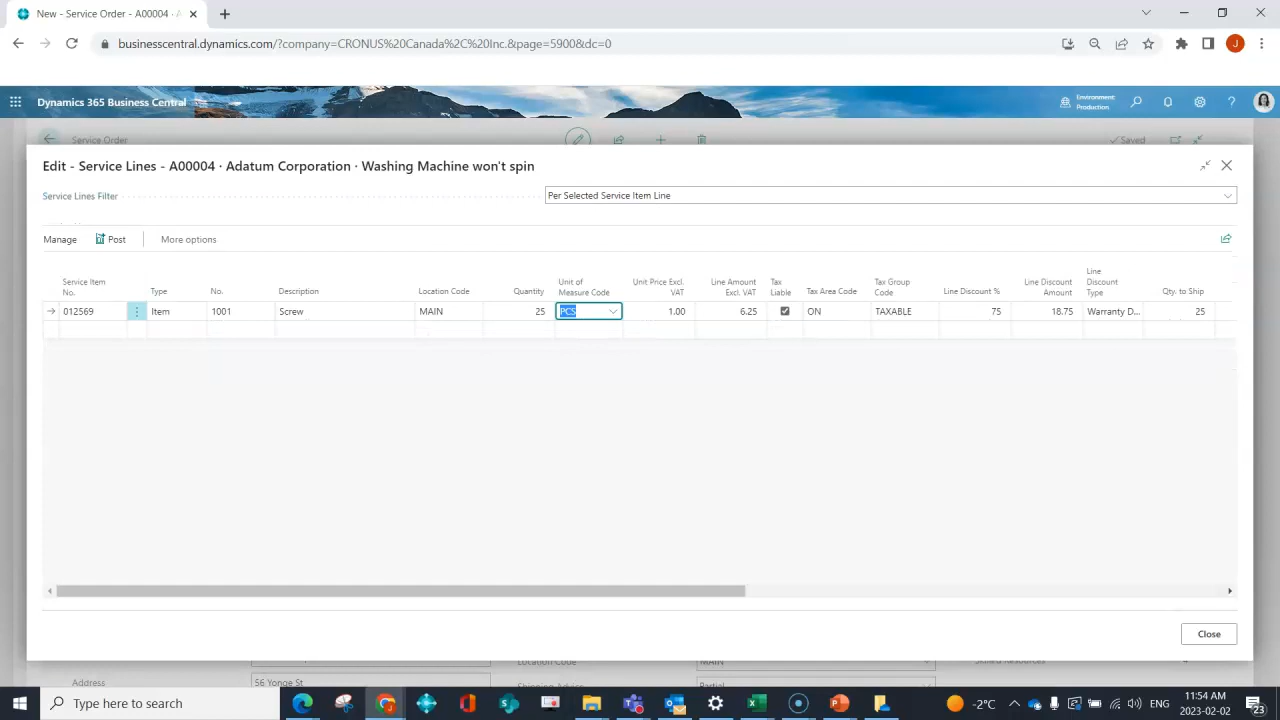 New - Service Order - A00004 · A
businesscentral.dynamics.com/?company=CRONUS%20Canada%2C%20Inc.&page=5900&dc=0
J
Dynamics 365 Business Central
Environment:
Production
Service Order
Saved
Edit - Service Lines - A00004 · Adatum Corporation · Washing Machine won't spin
Service Lines Filter
Per Selected Service Item Line
Manage Post More options
Service Item No. Type No. Description Location Code Quantity Unit of Measure Code Unit Price Excl. VAT Line Amount Excl. VAT Tax Liable Tax Area Code Tax Group Code Line Discount % Line Discount Amount Line Discount Type Qty. to Ship
012569 Item 1001 Screw MAIN 25 PCS 1.00 6.25 ON TAXABLE 75 18.75 Warranty D... 25
Close
Location Code MAIN
Address 56 Yonge St
Shipping Advice Partial
Type here to search
-2°C
ENG
11:54 AM
2023-02-02
23